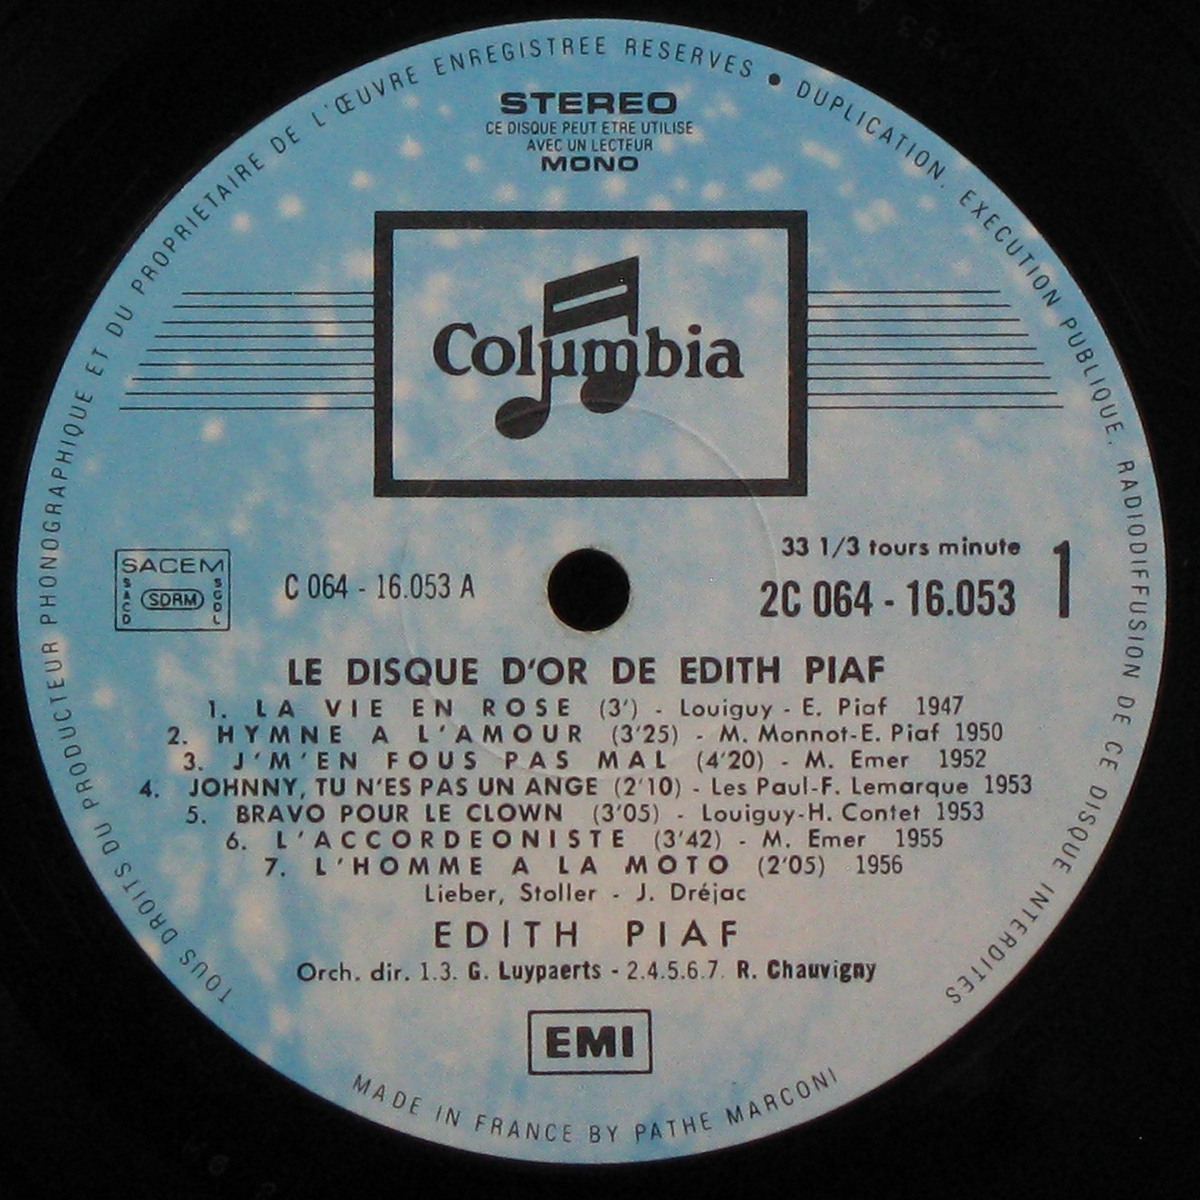 TOUS DROITS DU PRODUCTEUR PHONOGRAPHIQUE ET DU PROPRIETAIRE DE L'ŒUVRE ENREGISTREE RESERVES • DUPLICATION. EXECUTION PUBLIQUE. RADIODIFFUSION DE CE DISQUE INTERDITES
STEREO
CE DISQUE PEUT ETRE UTILISE
AVEC UN LECTEUR
MONO
Columbia
33 1/3 tours minute
SACEM
SACD
SDRM
SGDL
C 064 - 16.053 A
2C 064 - 16.053
1
LE DISQUE D'OR DE EDITH PIAF
1. LA VIE EN ROSE (3') - Louiguy - E. Piaf 1947
2. HYMNE A L'AMOUR (3'25) - M. Monnot-E. Piaf 1950
3. J'M'EN FOUS PAS MAL (4'20) - M. Emer 1952
4. JOHNNY, TU N'ES PAS UN ANGE (2'10) - Les Paul-F. Lemarque 1953
5. BRAVO POUR LE CLOWN (3'05) - Louiguy-H. Contet 1953
6. L'ACCORDEONISTE (3'42) - M. Emer 1955
7. L'HOMME A LA MOTO (2'05) 1956
Lieber, Stoller - J. Dréjac
EDITH PIAF
Orch. dir. 1.3. G. Luypaerts - 2.4.5.6.7. R. Chauvigny
EMI
MADE IN FRANCE BY PATHE MARCONI